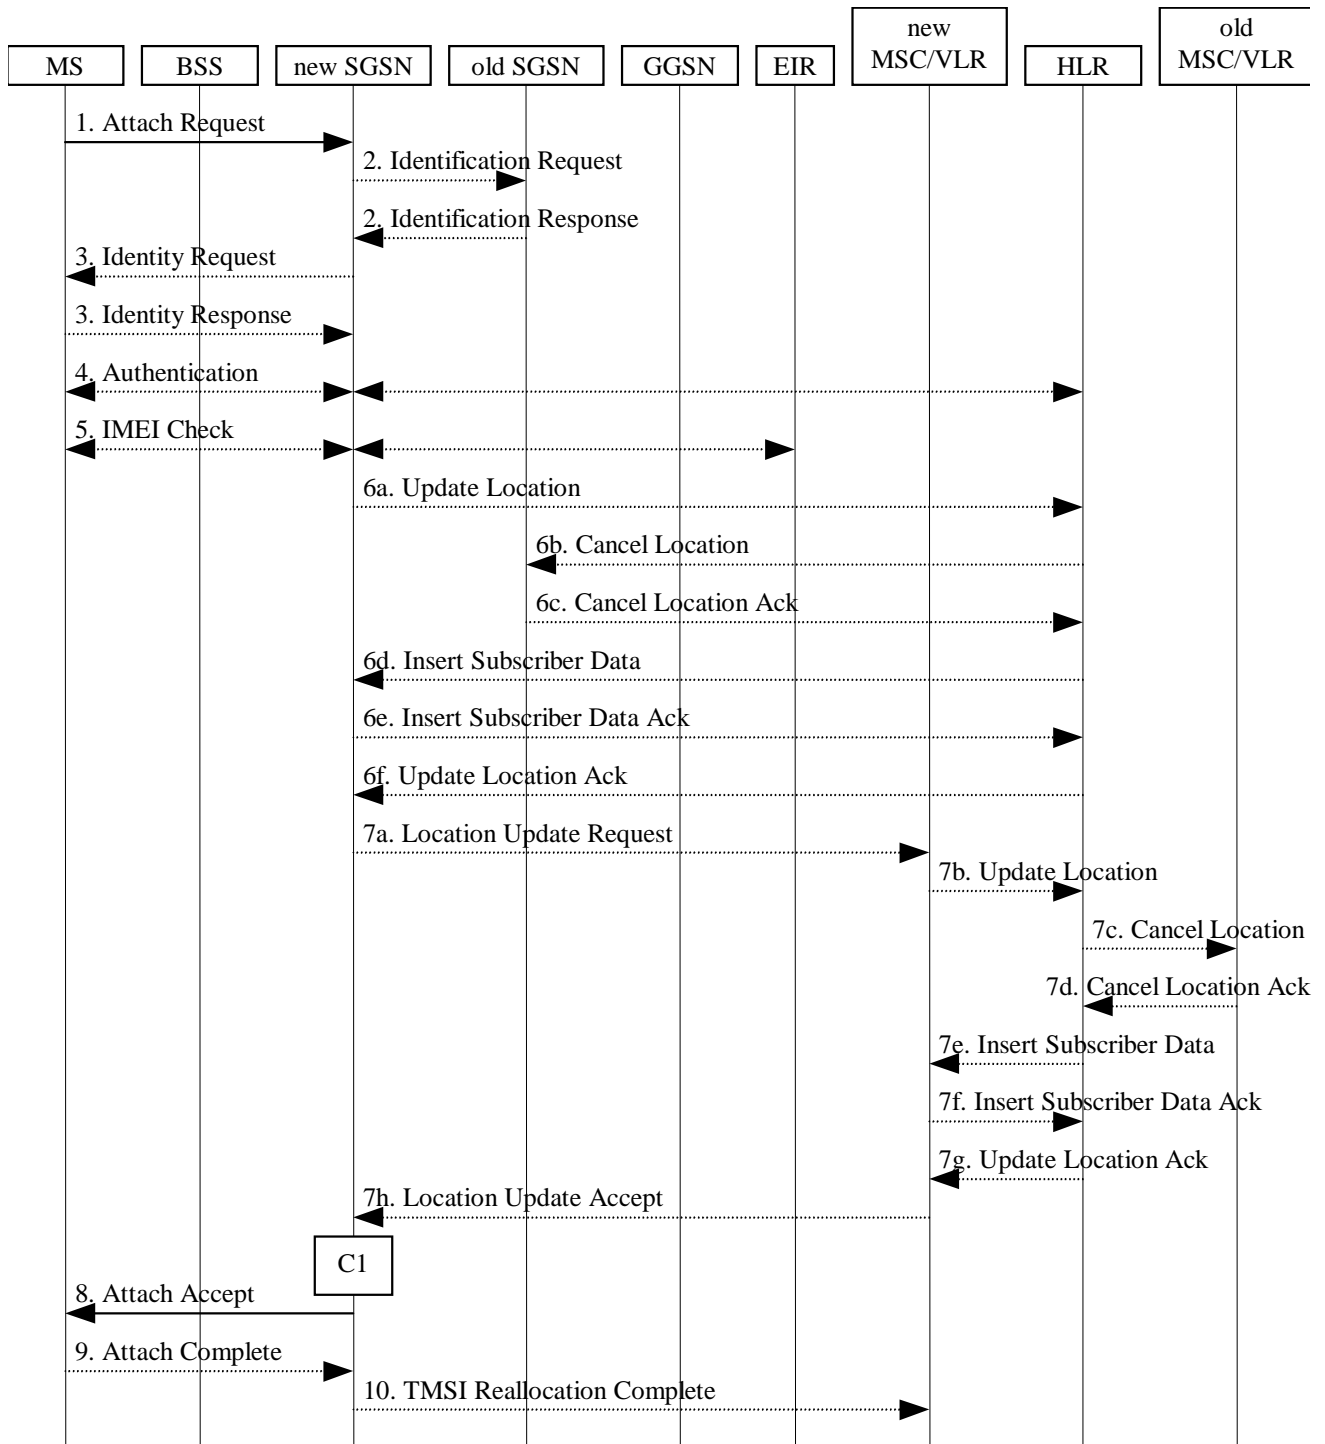 new
old
MS
BSS
new SGSN
old SGSN
GGSN
EIR
MSC/VLR
HLR
MSC/VLR
1. Attach Request
2. Identification Request
2. Identification Response
3. Identity Request
3. Identity Response
4. Authentication
5. IMEI Check
6a. Update Location
6b. Cancel Location
6c. Cancel Location Ack
6d. Insert Subscriber Data
6e. Insert Subscriber Data Ack
6f. Update Location Ack
7a. Location Update Request
7b. Update Location
7c. Cancel Location
7d. Cancel Location Ack
7e. Insert Subscriber Data
7f. Insert Subscriber Data Ack
7g. Update Location Ack
7h. Location Update Accept
C1
8. Attach Accept
9. Attach Complete
10. TMSI Reallocation Complete